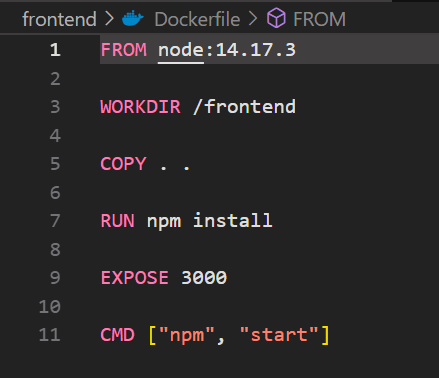 frontend > Dockerfile > FROM
1 FROM node:14.17.3
2
3 WORKDIR /frontend
4
5 COPY . .
6
7 RUN npm install
8
9 EXPOSE 3000
10
11 CMD ["npm", "start"]